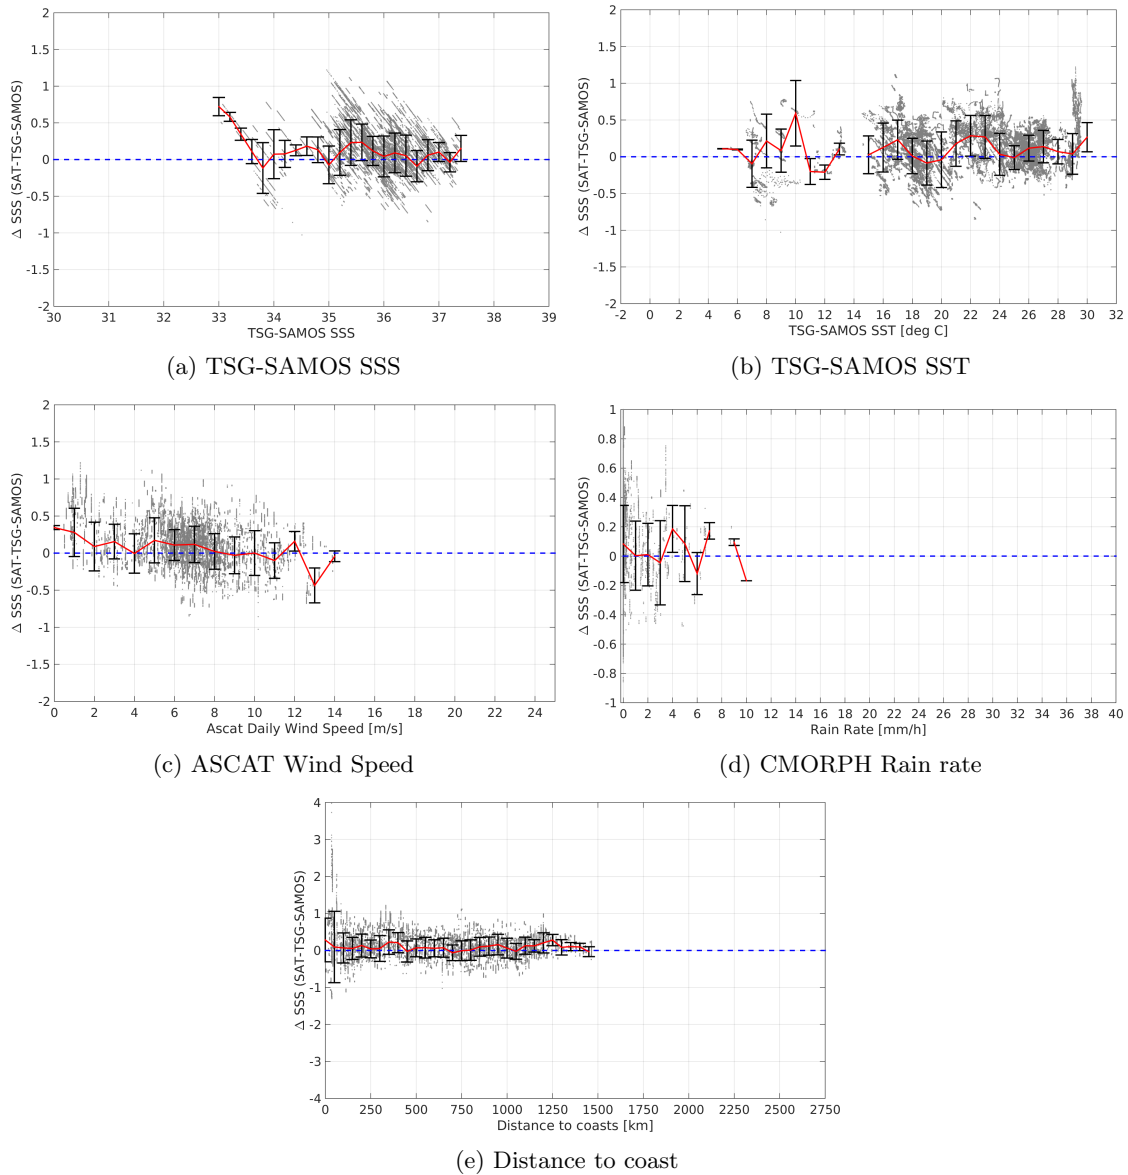 2
1.5
1
0.5
0
-0.5
-1
-1.5
-2
Δ SSS (SAT-TSG-SAMOS)
30 31 32 33 34 35 36 37 38 39
TSG-SAMOS SSS
(a) TSG-SAMOS SSS
2
1.5
1
0.5
0
-0.5
-1
-1.5
-2
Δ SSS (SAT-TSG-SAMOS)
-2 0 2 4 6 8 10 12 14 16 18 20 22 24 26 28 30 32
TSG-SAMOS SST [deg C]
(b) TSG-SAMOS SST
2
1.5
1
0.5
0
-0.5
-1
-1.5
-2
Δ SSS (SAT-TSG-SAMOS)
0 2 4 6 8 10 12 14 16 18 20 22 24
Ascat Daily Wind Speed [m/s]
(c) ASCAT Wind Speed
1
0.8
0.6
0.4
0.2
0
-0.2
-0.4
-0.6
-0.8
-1
Δ SSS (SAT-TSG-SAMOS)
0 2 4 6 8 10 12 14 16 18 20 22 24 26 28 30 32 34 36 38 40
Rain Rate [mm/h]
(d) CMORPH Rain rate
4
3
2
1
0
-1
-2
-3
-4
Δ SSS (SAT-TSG-SAMOS)
0 250 500 750 1000 1250 1500 1750 2000 2250 2500 2750
Distance to coasts [km]
(e) Distance to coast